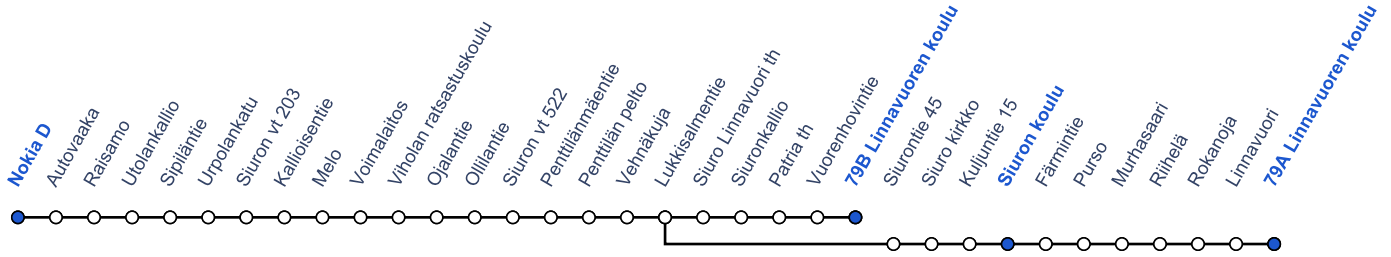 Nokia D
Autovaaka
Raisamo
Utolankallio
Sipiläntie
Urpolankatu
Siuron vt 203
Kallioisentie
Melo
Voimalaitos
Viholan ratsastuskoulu
Ojalantie
Ollilantie
Siuron vt 522
Penttilänmäentie
Penttilän pelto
Vehnäkuja
Lukkisalmentie
Siuro Linnavuori th
Siuronkallio
Patria th
Vuorenhovintie
79B Linnavuoren koulu
Siurontie 45
Siuro kirkko
Kuljuntie 15
Siuron koulu
Färmintie
Purso
Murhasaari
Riihelä
Rokanoja
Linnavuori
79A Linnavuoren koulu